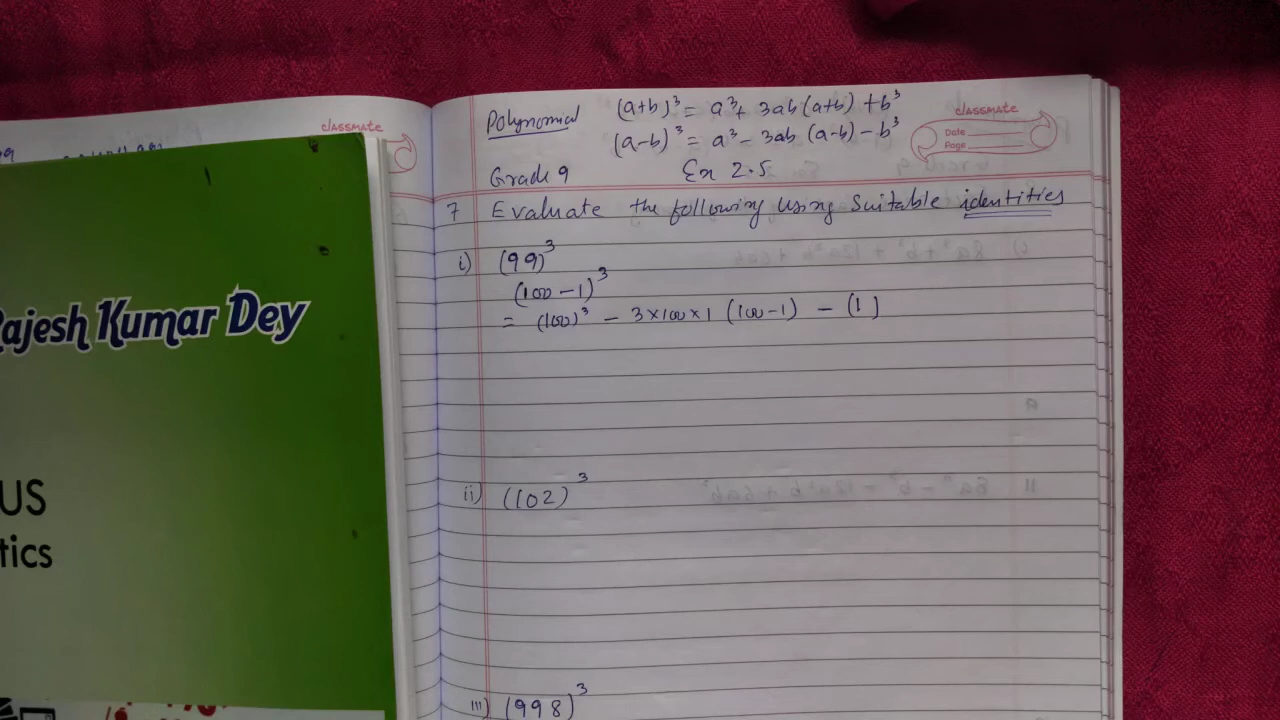 classmate
Rajesh Kumar Dey
US
tics
Polynomial (a+b)³ = a³ + 3ab (a+b) + b³
(a-b)³ = a³ - 3ab (a-b) - b³
classmate
Date
Page
Grade 9 Ex 2.5
7 Evaluate the following using suitable identities
i) (99)³
(100 - 1)³
= (100)³ - 3×100×1 (100-1) - (1)
ii) (102)³
iii) (998)³